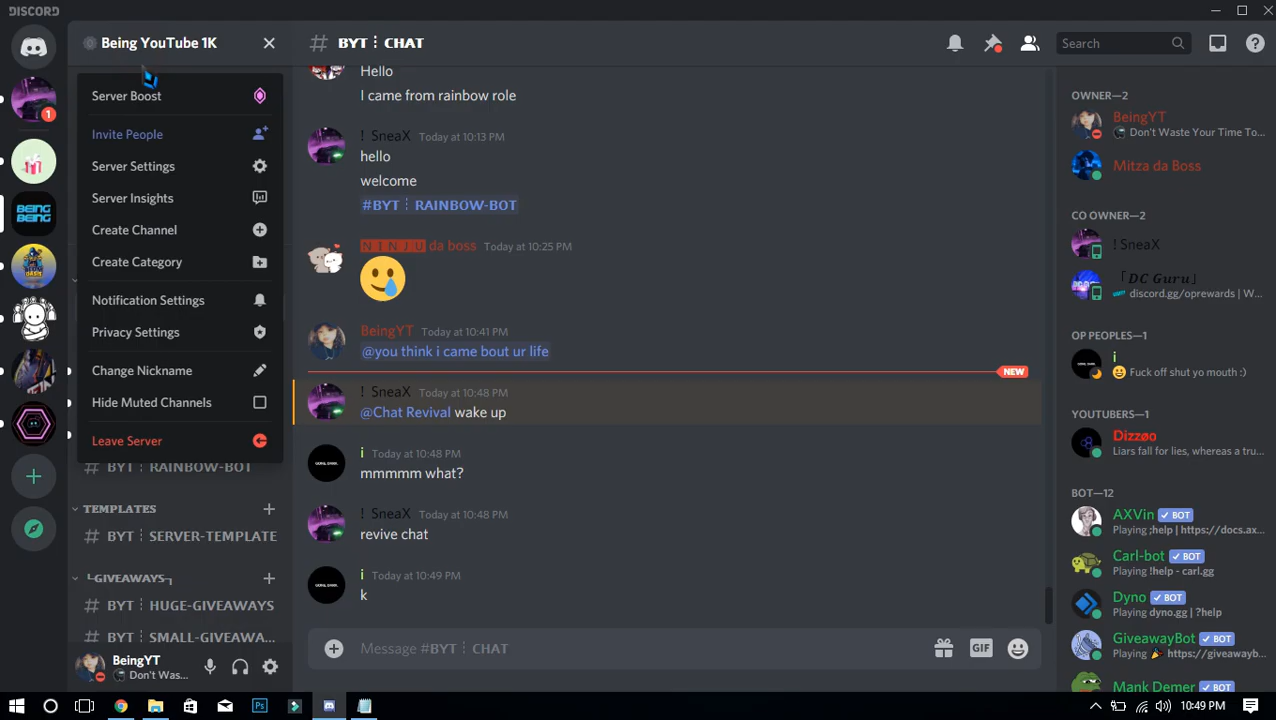 DISCORD
Being YouTube 1K
Server Boost
Invite People
Server Settings
Server Insights
Create Channel
Create Category
Notification Settings
Privacy Settings
Change Nickname
Hide Muted Channels
Leave Server
# BYT┆RAINBOW-BOT
TEMPLATES
# BYT┆SERVER-TEMPLATE
╰GIVEAWAYS╮
# BYT┆HUGE-GIVEAWAYS
# BYT┆SMALL-GIVEAWA...
BeingYT
Don't Was...
1
BEING
BEING
# BYT┆CHAT
Search
Hello
I came from rainbow role
! SneaX Today at 10:13 PM
hello
welcome
#BYT┆RAINBOW-BOT
🄽🄸🄽🄹🅄 da boss Today at 10:25 PM
BeingYT Today at 10:41 PM
@you think i came bout ur life
NEW
! SneaX Today at 10:48 PM
@Chat Revival wake up
i Today at 10:48 PM
mmmmm what?
! SneaX Today at 10:48 PM
revive chat
i Today at 10:49 PM
k
Message #BYT┆CHAT
GIF
OWNER—2
BeingYT
Don't Waste Your Time To...
Mitza da Boss
CO OWNER—2
! SneaX
「DC Guru」
discord.gg/oprewards | W...
OP PEOPLES—1
i
Fuck off shut yo mouth :)
YOUTUBERS—1
Dizzøo
Liars fall for lies, whereas a tru...
BOT—12
AXVin ✓ BOT
Playing ;help | https://docs.ax...
Carl-bot ✓ BOT
Playing !help - carl.gg
Dyno ✓ BOT
Playing dyno.gg | ?help
GiveawayBot ✓ BOT
Playing 🎉 https://giveawayb...
Mank Demer ✓ BOT
Ps
10:49 PM